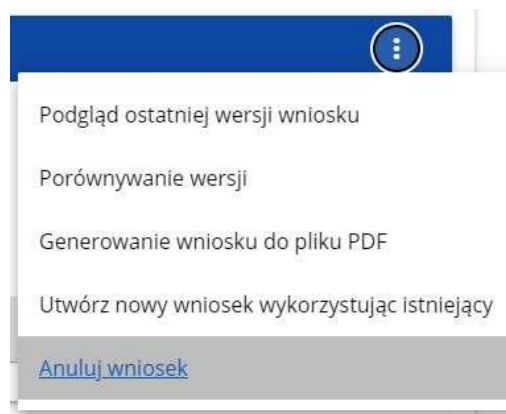 Podgląd ostatniej wersji wniosku
Porównywanie wersji
Generowanie wniosku do pliku PDF
Utwórz nowy wniosek wykorzystując istniejący
Anuluj wniosek